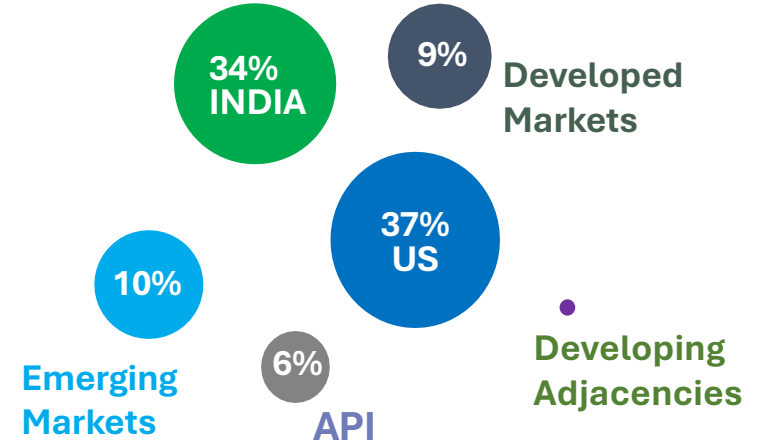 34%
INDIA
9%
Developed
Markets
37%
US
10%
Emerging
Markets
6%
API
Developing
Adjacencies